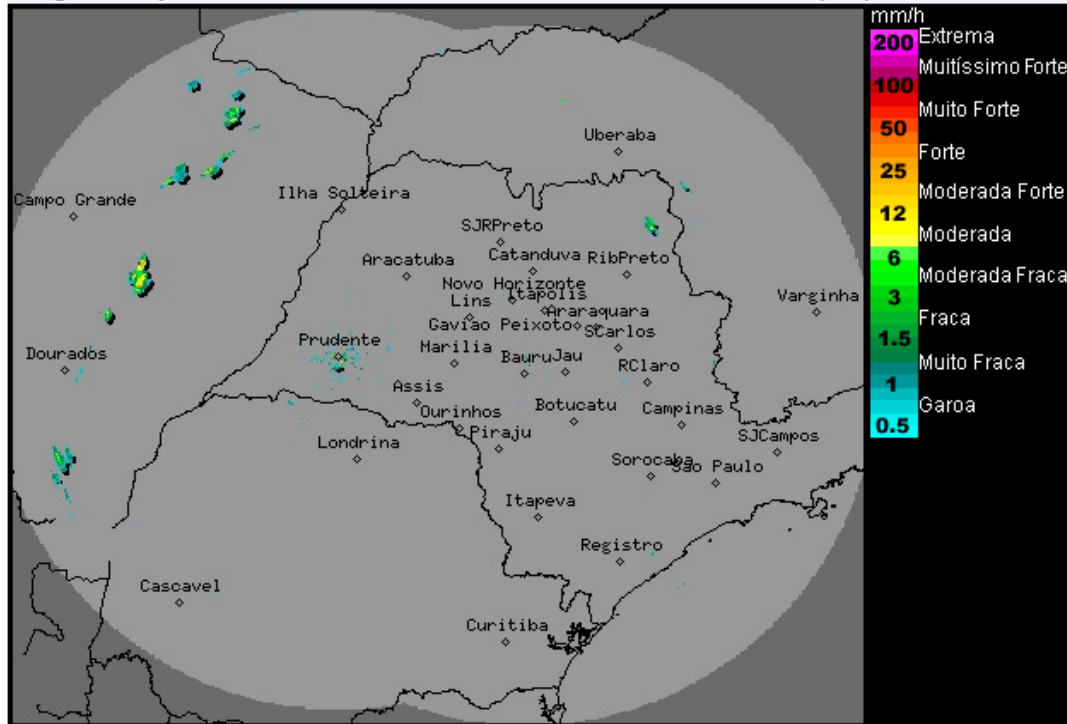 mm/h
200 Extrema
Muitíssimo Forte
100
Muito Forte
50
Forte
25
Moderada Forte
12
Moderada
6
Moderada Fraca
3
Fraca
1.5
Muito Fraca
1
Garoa
0.5
Uberaba
Campo Grande
Ilha Solteira
SJRPreto
Aracatuba
Catanduva
RibPreto
Novo Horizonte
Itapolis
Lins
Araraquara
Varginha
Gaviao Peixoto
SCarlos
Prudente
Dourados
Marilia
Bauru
Jau
RClaro
Assis
Ourinhos
Botucatu
Campinas
Londrina
Piraju
SJCampos
Sorocaba
Sao Paulo
Itapeva
Registro
Cascavel
Curitiba